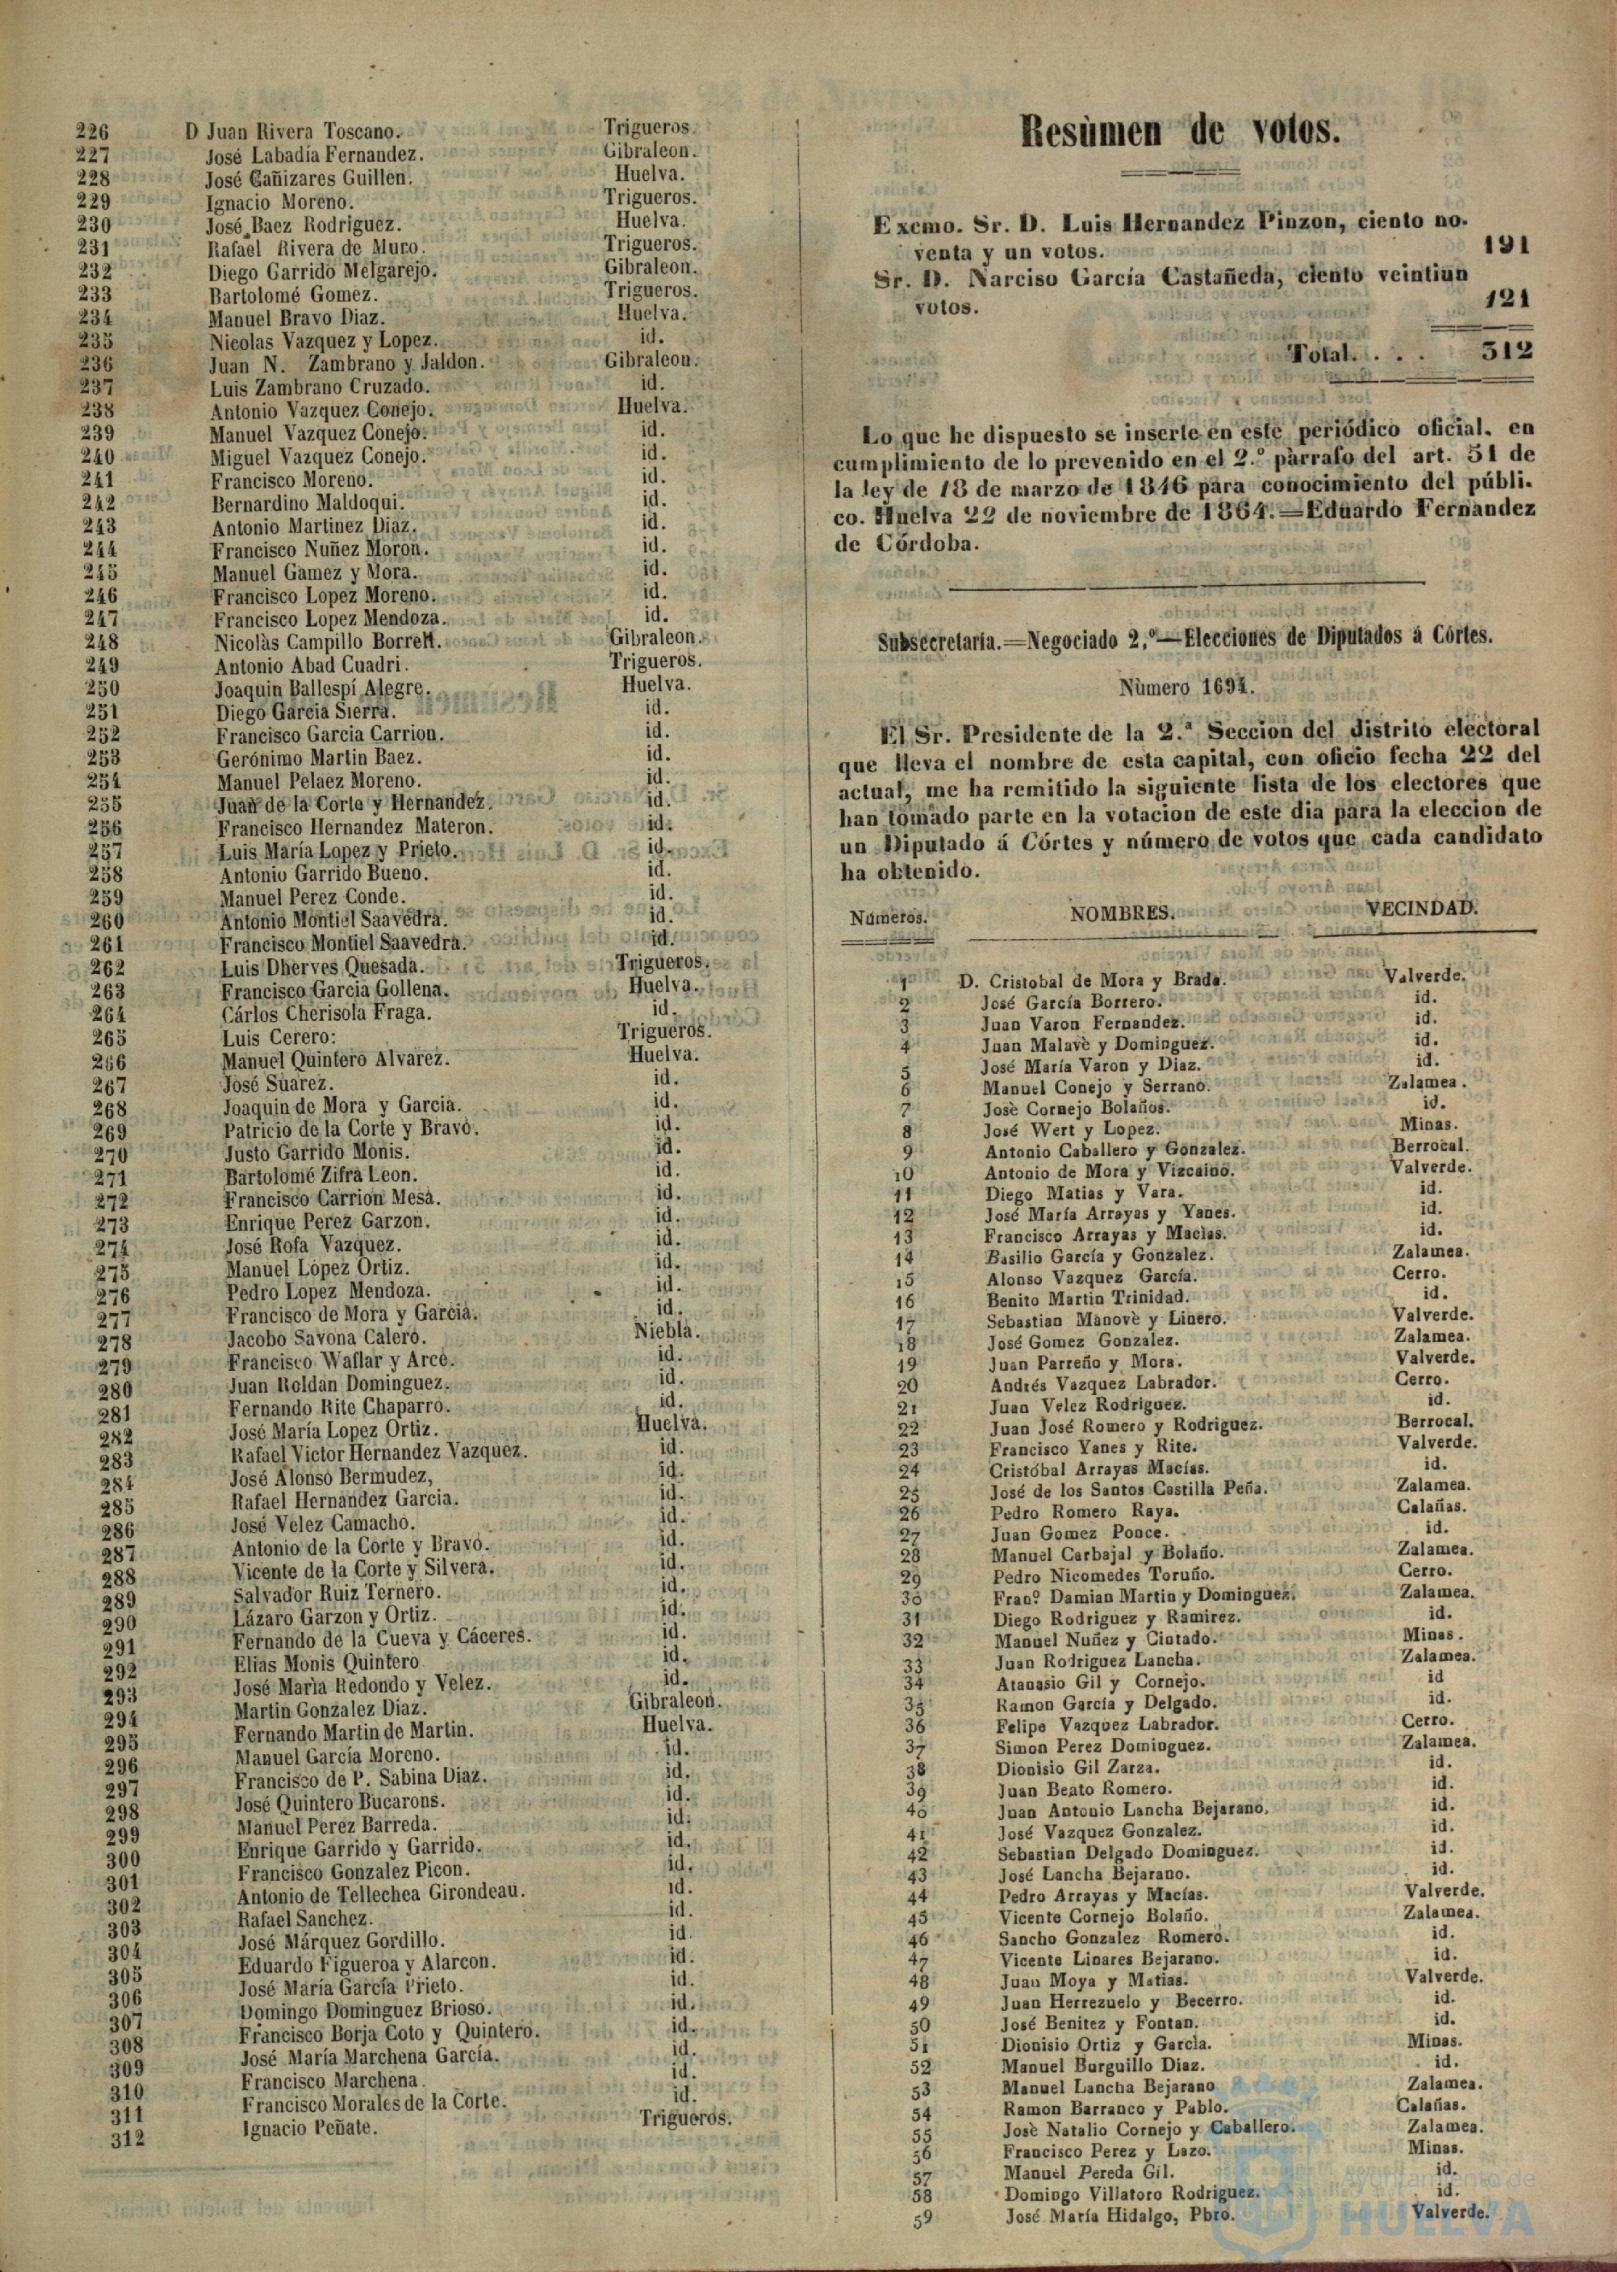 226 D Juan Rivera Toscano. Trigueros.
227 José Labadía Fernandez. Gibraleon.
228 José Cañizares Guillen. Huelva.
229 Ignacio Moreno. Trigueros.
230 José Baez Rodriguez. Huelva.
231 Rafael Rivera de Muro. Trigueros.
232 Diego Garrido Melgarejo. Gibraleon.
233 Bartolomé Gomez. Trigueros.
234 Manuel Bravo Diaz. Huelva.
235 Nicolas Vazquez y Lopez. id.
236 Juan N. Zambrano y Jaldon. Gibraleon.
237 Luis Zambrano Cruzado. id.
238 Antonio Vazquez Conejo. Huelva.
239 Manuel Vazquez Conejo. id.
240 Miguel Vazquez Conejo. id.
241 Francisco Moreno. id.
242 Bernardino Maldoqui. id.
243 Antonio Martinez Diaz. id.
244 Francisco Nuñez Moron. id.
245 Manuel Gamez y Mora. id.
246 Francisco Lopez Moreno. id.
247 Francisco Lopez Mendoza. id.
248 Nicolàs Campillo Borrell. Gibraleon.
249 Antonio Abad Cuadri. Trigueros.
250 Joaquin Ballespí Alegre. Huelva.
251 Diego Garcia Sierra. id.
252 Francisco Garcia Carrion. id.
253 Gerónimo Martin Baez. id.
254 Manuel Pelaez Moreno. id.
255 Juan de la Corte y Hernandez. id.
256 Francisco Hernandez Materon. id.
257 Luis María Lopez y Prieto. id.
258 Antonio Garrido Bueno. id.
259 Manuel Perez Conde. id.
260 Antonio Montiel Saavedra. id.
261 Francisco Montiel Saavedra. id.
262 Luis Dherves Quesada. Trigueros.
263 Francisco Garcia Gollena. Huelva.
264 Cárlos Cherisola Fraga. id.
265 Luis Cerero: Trigueros.
266 Manuel Quintero Alvarez. Huelva.
267 José Suarez. id.
268 Joaquin de Mora y Garcia. id.
269 Patricio de la Corte y Bravo. id.
270 Justo Garrido Monis. id.
271 Bartolomé Zifra Leon. id.
272 Francisco Carrion Mesa. id.
273 Enrique Perez Garzon. id.
274 José Rofa Vazquez. id.
275 Manuel Lopez Ortiz. id.
276 Pedro Lopez Mendoza. id.
277 Francisco de Mora y Garcia. id.
278 Jacobo Savona Calero. Niebla.
279 Francisco Waflar y Arce. id.
280 Juan Roldan Dominguez. id.
281 Fernando Rite Chaparro. id.
282 José María Lopez Ortiz. Huelva.
283 Rafael Victor Hernandez Vazquez. id.
284 José Alonso Bermudez, id.
285 Rafael Hernandez Garcia. id.
286 José Velez Camacho. id.
287 Antonio de la Corte y Bravo. id.
288 Vicente de la Corte y Silvera. id.
289 Salvador Ruiz Ternero. id.
290 Lázaro Garzon y Ortiz. id.
291 Fernando de la Cueva y Cáceres. id.
292 Elias Monis Quintero id.
293 José Maria Redondo y Velez. id.
294 Martin Gonzalez Diaz. Gibraleon.
295 Fernando Martin de Martin. Huelva.
296 Manuel García Moreno. id.
297 Francisco de P. Sabina Diaz. id.
298 José Quintero Bucarons. id.
299 Manuel Perez Barreda. id.
300 Enrique Garrido y Garrido. id.
301 Francisco Gonzalez Picon. id.
302 Antonio de Tellechea Girondeau. id.
303 Rafael Sanchez. id.
304 José Márquez Gordillo. id.
305 Eduardo Figueroa y Alarcon. id.
306 José María García Prieto. id.
307 Domingo Dominguez Brioso. id.
308 Francisco Borja Coto y Quintero. id.
309 José María Marchena García. id.
310 Francisco Marchena. id.
311 Francisco Morales de la Corte. id.
312 Ignacio Peñate. Trigueros.
Resùmen de votos.
Excmo. Sr. D. Luis Hernandez Pinzon, ciento no-
venta y un votos. 191
Sr. D. Narciso García Castañeda, ciento veintiun
votos. 121
Total. . . . 312
Lo que he dispuesto se inserte en este periódico oficial, en
cumplimiento de lo prevenido en el 2.º pàrrafo del art. 51 de
la ley de 18 de marzo de 1846 para conocimiento del públi-
co. Huelva 22 de noviembre de 1864.=Eduardo Fernandez
de Córdoba.
Subsecretaría.=Negociado 2.º—Elecciones de Diputados á Córtes.
Nùmero 1694.
El Sr. Presidente de la 2.ª Seccion del distrito electoral
que lleva el nombre de esta capital, con oficio fecha 22 del
actual, me ha remitido la siguiente lista de los electores que
han tomado parte en la votacion de este dia para la eleccion de
un Diputado á Córtes y número de votos que cada candidato
ha obtenido.
Números. NOMBRES. VECINDAD.
1 D. Cristobal de Mora y Brada. Valverde.
2 José García Borrero. id.
3 Juan Varon Fernandez. id.
4 Juan Malavè y Dominguez. id.
5 José María Varon y Diaz. id.
6 Manuel Conejo y Serrano. Zalamea.
7 Josè Cornejo Bolaños. id.
8 José Wert y Lopez. Minas.
9 Antonio Caballero y Gonzalez. Berrocal.
10 Antonio de Mora y Vizcaino. Valverde.
11 Diego Matias y Vara. id.
12 José María Arrayas y Yanes. id.
13 Francisco Arrayas y Macìas. id.
14 Basilio García y Gonzalez. Zalamea.
15 Alonso Vazquez García. Cerro.
16 Benito Martin Trinidad. id.
17 Sebastian Manovè y Linero. Valverde.
18 José Gomez Gonzalez. Zalamea.
19 Juan Parreño y Mora. Valverde.
20 Andrés Vazquez Labrador. Cerro.
21 Juan Velez Rodriguez. id.
22 Juan José Romero y Rodriguez. Berrocal.
23 Francisco Yanes y Rite. Valverde.
24 Cristóbal Arrayas Macías. id.
25 José de los Santos Castilla Peña. Zalamea.
26 Pedro Romero Raya. Calañas.
27 Juan Gomez Ponce. id.
28 Manuel Carbajal y Bolaño. Zalamea.
29 Pedro Nicomedes Toruño. Cerro.
30 Franº Damian Martin y Dominguez. Zalamea.
31 Diego Rodriguez y Ramirez. id.
32 Manuel Nuñez y Cintado. Minas.
33 Juan Rodriguez Lancha. Zalamea.
34 Atanasio Gil y Cornejo. id
35 Ramon García y Delgado. id.
36 Felipe Vazquez Labrador. Cerro.
37 Simon Perez Dominguez. Zalamea.
38 Dionisio Gil Zarza. id.
39 Juan Beato Romero. id.
40 Juan Antonio Lancha Bejarano. id.
41 José Vazquez Gonzalez. id.
42 Sebastian Delgado Dominguez. id.
43 José Lancha Bejarano. id.
44 Pedro Arrayas y Macías. Valverde.
45 Vicente Cornejo Bolaño. Zalamea.
46 Sancho Gonzalez Romero. id.
47 Vicente Linares Bejarano. id.
48 Juan Moya y Matias. Valverde.
49 Juan Herrezuelo y Becerro. id.
50 José Benitez y Fontan. id.
51 Dionisio Ortiz y Garcìa. Minas.
52 Manuel Burguillo Diaz. id.
53 Manuel Lancha Bejarano Zalamea.
54 Ramon Barranco y Pablo. Calañas.
55 Josè Natalio Cornejo y Caballero. Zalamea.
56 Francisco Perez y Lazo. Minas.
57 Manuel Pereda Gil. id.
58 Domingo Villatoro Rodriguez. id.
59 José María Hidalgo, Pbro. Valverde.
Ayuntamiento de
HUELVA